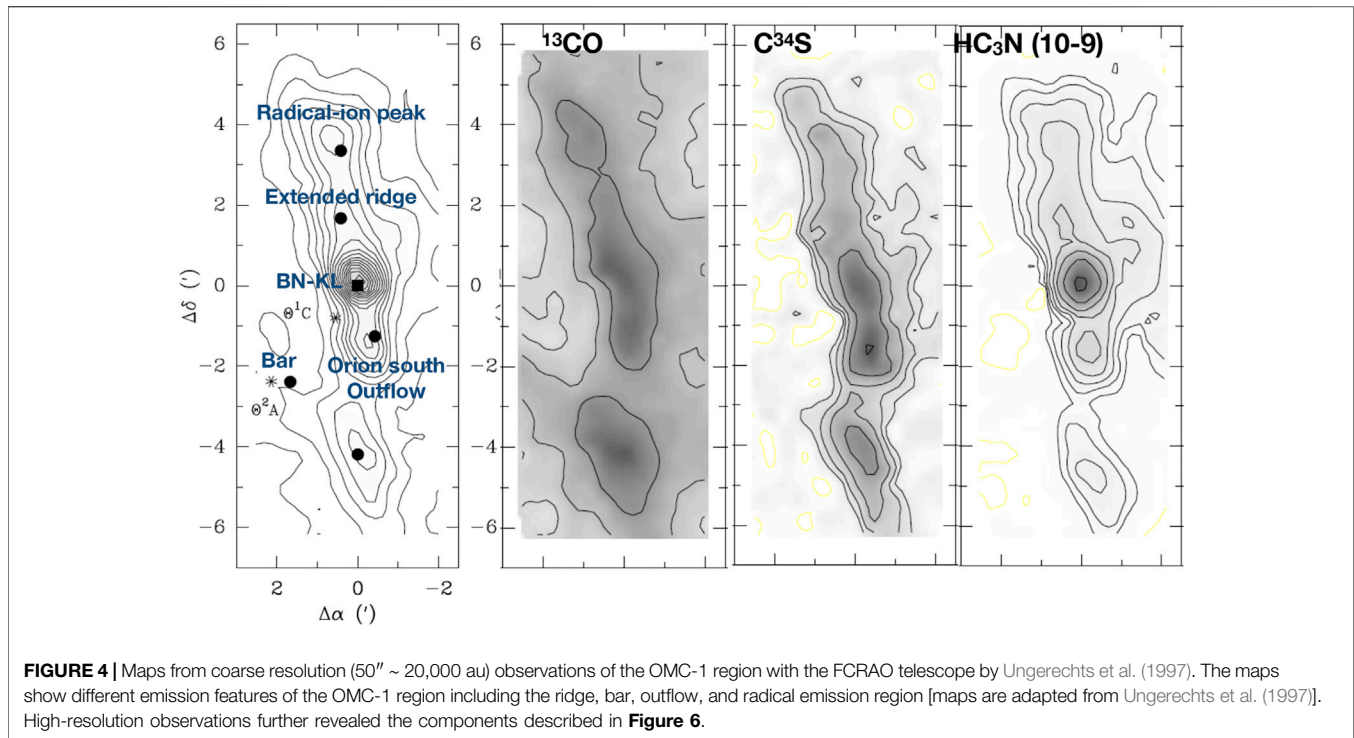 ¹³CO
C³⁴S
HC₃N (10-9)
6
4
2
0
−2
−4
−6
Δδ (′)
Radical-ion peak
Extended ridge
BN-KL
Θ¹C
Bar
Orion south
Outflow
Θ²A
6
4
2
0
−2
−4
−6
2
0
−2
Δα (′)
FIGURE 4 | Maps from coarse resolution (50″ ~ 20,000 au) observations of the OMC-1 region with the FCRAO telescope by Ungerechts et al. (1997). The maps
show different emission features of the OMC-1 region including the ridge, bar, outflow, and radical emission region [maps are adapted from Ungerechts et al. (1997)].
High-resolution observations further revealed the components described in Figure 6.